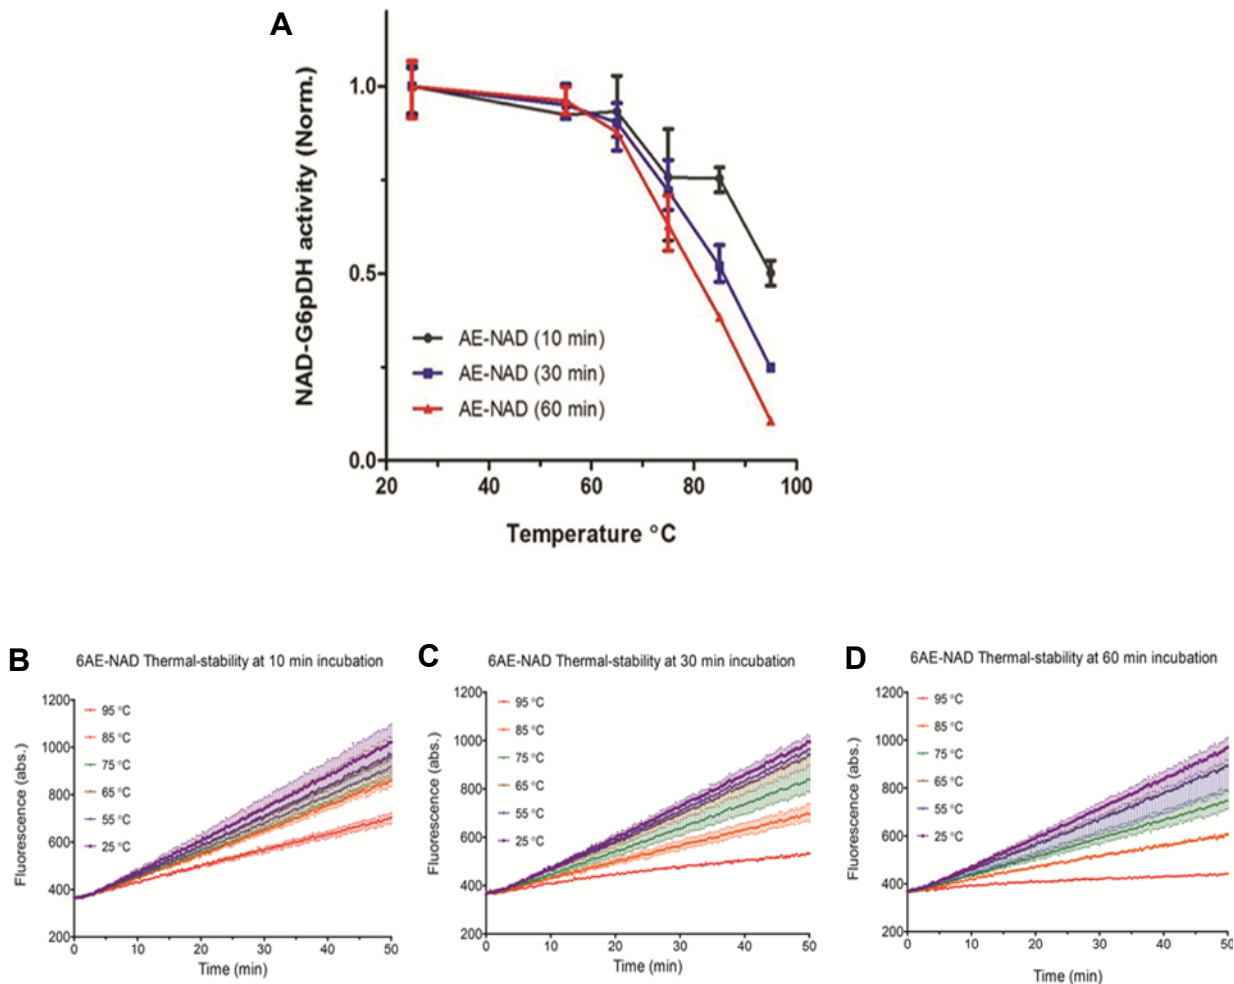 A
NAD-G6pDH activity (Norm.)
1.0
0.5
0.0
AE-NAD (10 min)
AE-NAD (30 min)
AE-NAD (60 min)
20 40 60 80 100
Temperature °C
B
6AE-NAD Thermal-stability at 10 min incubation
Fluorescence (abs.)
1200
1000
800
600
400
200
95 °C
85 °C
75 °C
65 °C
55 °C
25 °C
0 10 20 30 40 50
Time (min)
C
6AE-NAD Thermal-stability at 30 min incubation
Fluorescence (abs.)
1200
1000
800
600
400
200
95 °C
85 °C
75 °C
65 °C
55 °C
25 °C
0 10 20 30 40 50
Time (min)
D
6AE-NAD Thermal-stability at 60 min incubation
Fluorescence (abs.)
1200
1000
800
600
400
200
95 °C
85 °C
75 °C
65 °C
55 °C
25 °C
0 10 20 30 40 50
Time (min)